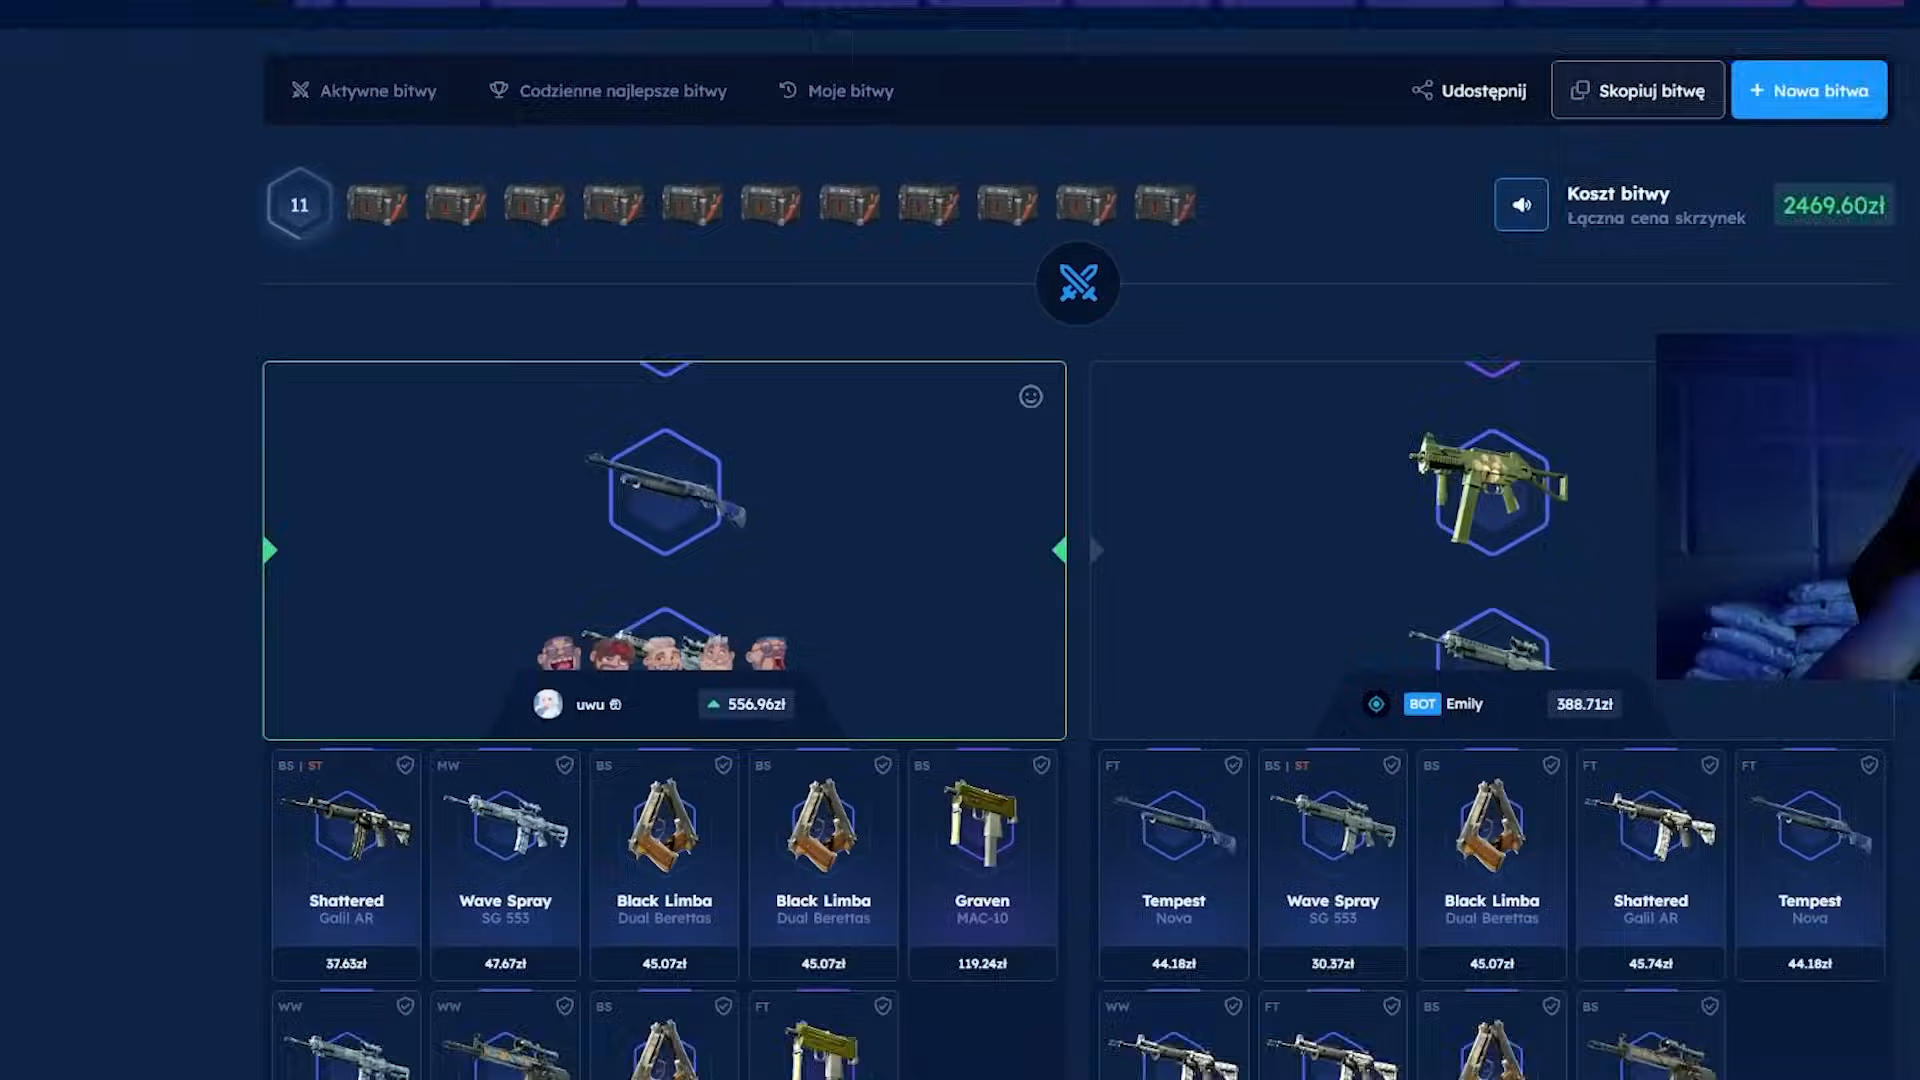 Aktywne bitwy
Codzienne najlepsze bitwy
Moje bitwy
Udostępnij
Skopiuj bitwę
+ Nowa bitwa
11
Koszt bitwy
Łączna cena skrzynek
2469.60zł
uwu
556.96zł
BOT Emily
388.71zł
BS | ST
MW
BS
BS
BS
FT
BS | ST
BS
FT
FT
Shattered
Galil AR
Wave Spray
SG 553
Black Limba
Dual Berettas
Black Limba
Dual Berettas
Graven
MAC-10
Tempest
Nova
Wave Spray
SG 553
Black Limba
Dual Berettas
Shattered
Galil AR
Tempest
Nova
37.63zł
47.67zł
45.07zł
45.07zł
119.24zł
44.18zł
30.37zł
45.07zł
45.74zł
44.18zł
WW
WW
BS
FT
WW
FT
BS
BS